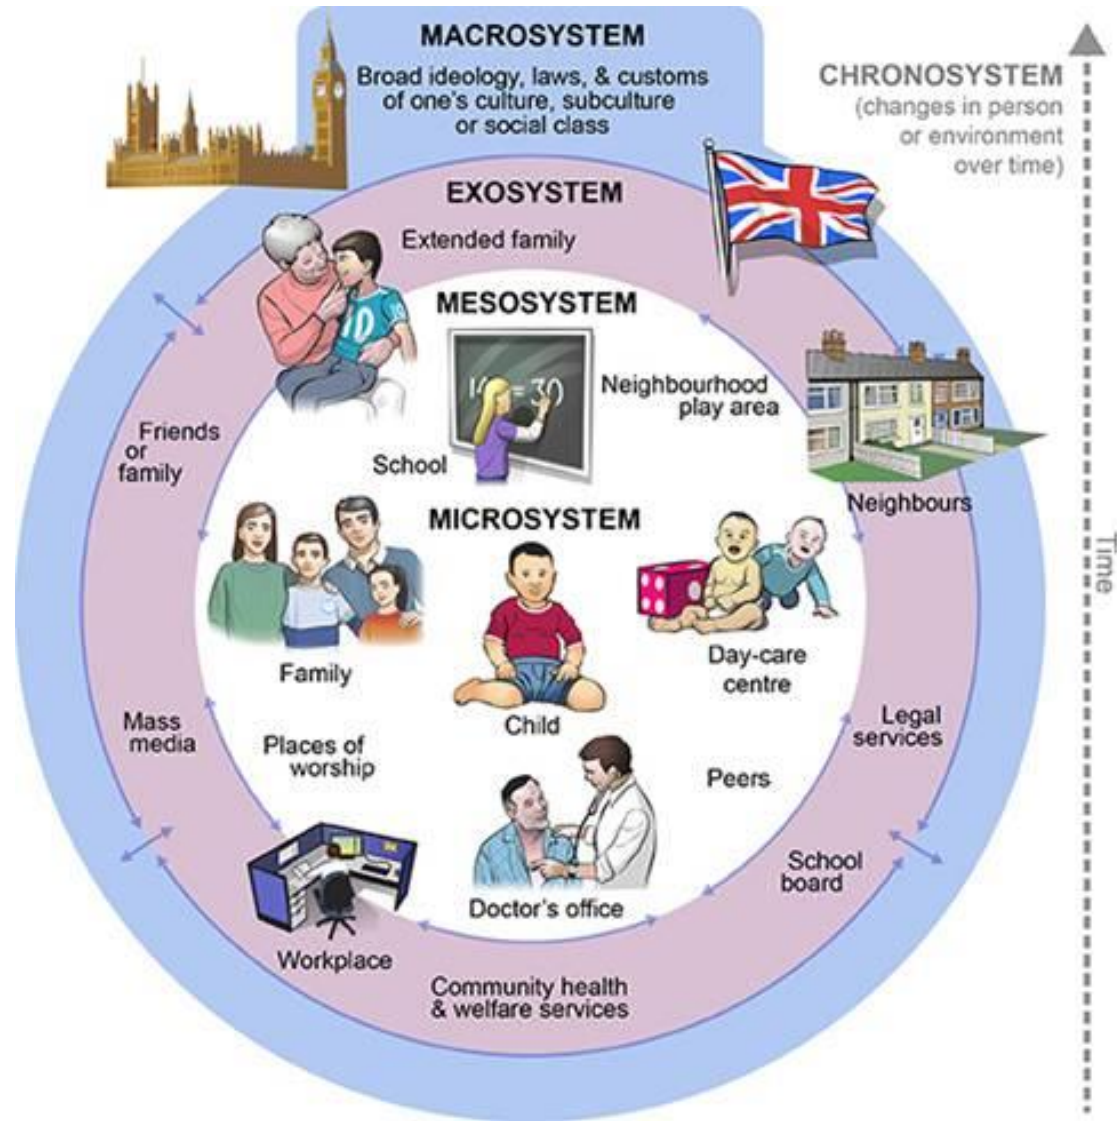 MACROSYSTEM
Broad ideology, laws, & customs
of one's culture, subculture
or social class
CHRONOSYSTEM
(changes in person
or environment
over time)
EXOSYSTEM
Extended family
MESOSYSTEM
Neighbourhood
play area
School
Friends
or
family
Neighbours
MICROSYSTEM
Time
Family
Day-care
centre
Child
Mass
media
Places of
worship
Legal
services
Peers
School
board
Doctor's office
Workplace
Community health
& welfare services
10